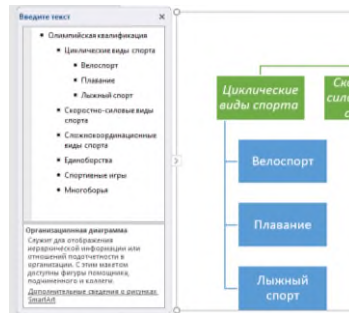 Введите текст
Олимпийская квалификация
Циклические виды спорта
Велоспорт
Плавание
Лыжный спорт
Скоростно-силовые виды
спорта
Сложнокоординационные
виды спорта
Единоборства
Спортивные игры
Многоборья
Организационная диаграмма
Служит для отображения
иерархической информации или
отношений подотчетности в
организации. С этим макетом
доступны фигуры помощника,
подчиненного и коллеги.
Дополнительные сведения о рисунках
SmartArt
Циклические
виды спорта
Велоспорт
Плавание
Лыжный
спорт